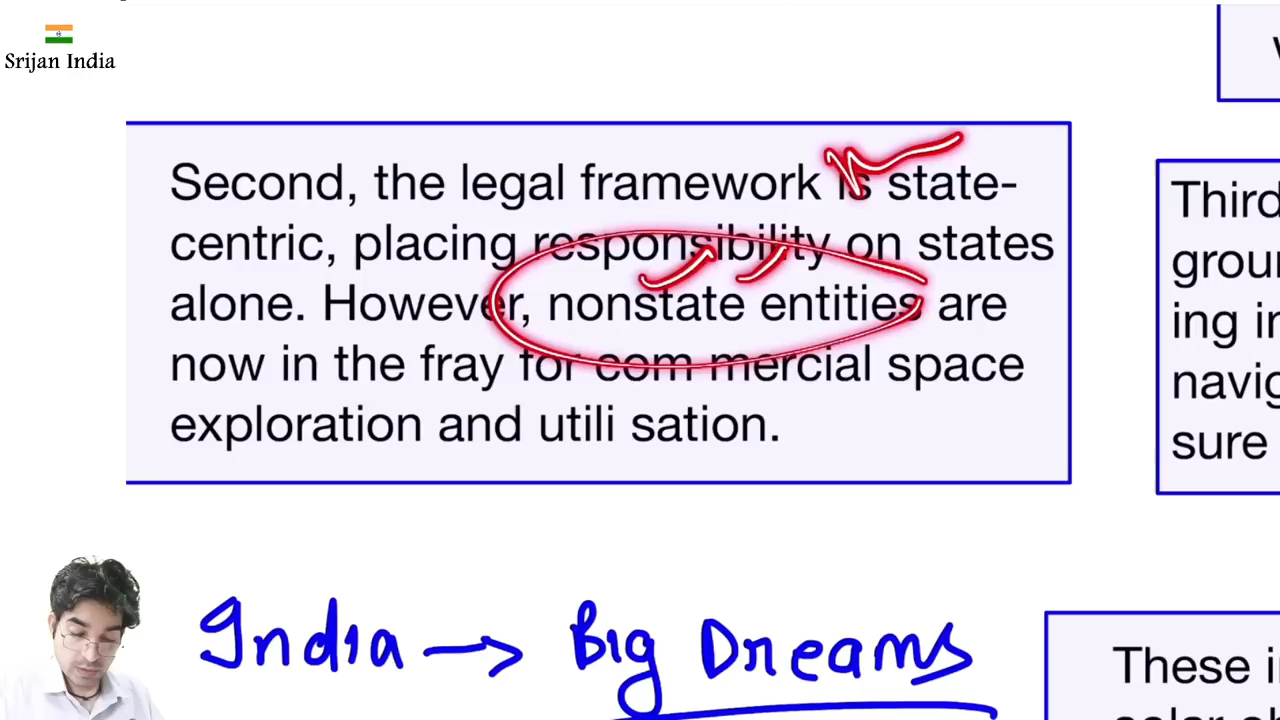 Srijan India
Second, the legal framework is state-
centric, placing responsibility on states
alone. However, nonstate entities are
now in the fray for com mercial space
exploration and utili sation.
Third
ing in
sure
India → Big Dreams
These